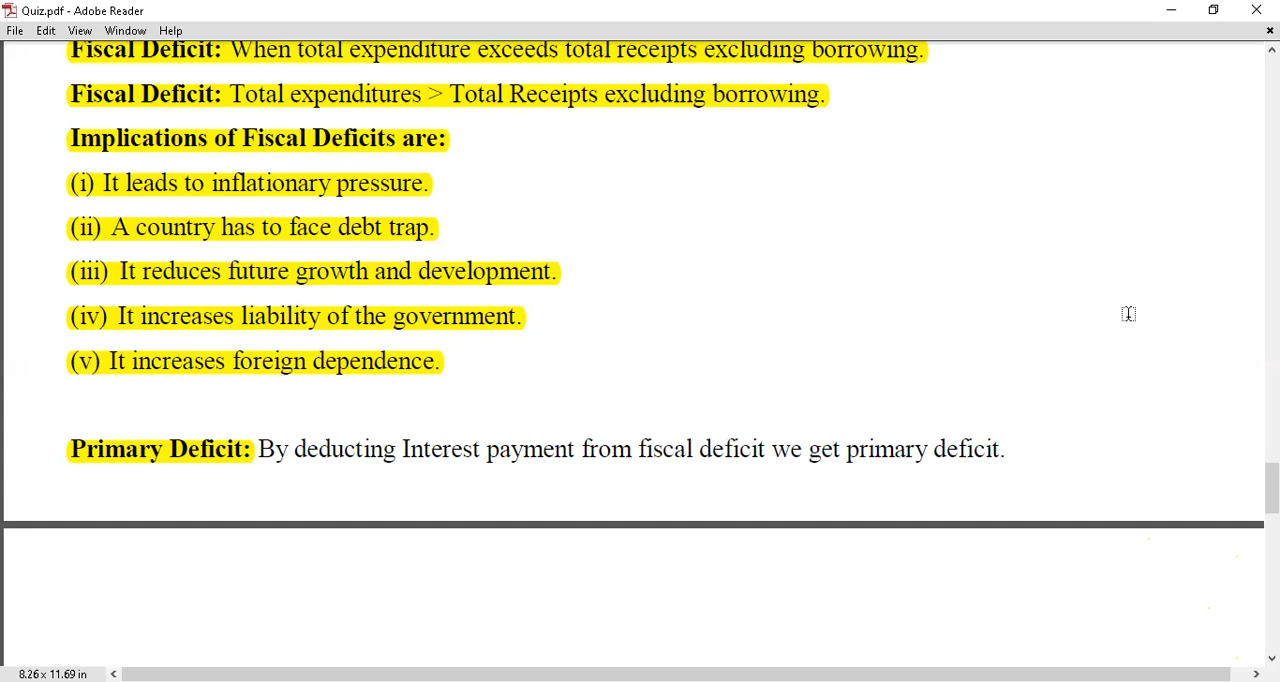 Quiz.pdf - Adobe Reader
File Edit View Window Help
Fiscal Deficit: When total expenditure exceeds total receipts excluding borrowing.
Fiscal Deficit: Total expenditures > Total Receipts excluding borrowing.
Implications of Fiscal Deficits are:
(i) It leads to inflationary pressure.
(ii) A country has to face debt trap.
(iii) It reduces future growth and development.
(iv) It increases liability of the government.
(v) It increases foreign dependence.
Primary Deficit: By deducting Interest payment from fiscal deficit we get primary deficit.
8.26 x 11.69 in